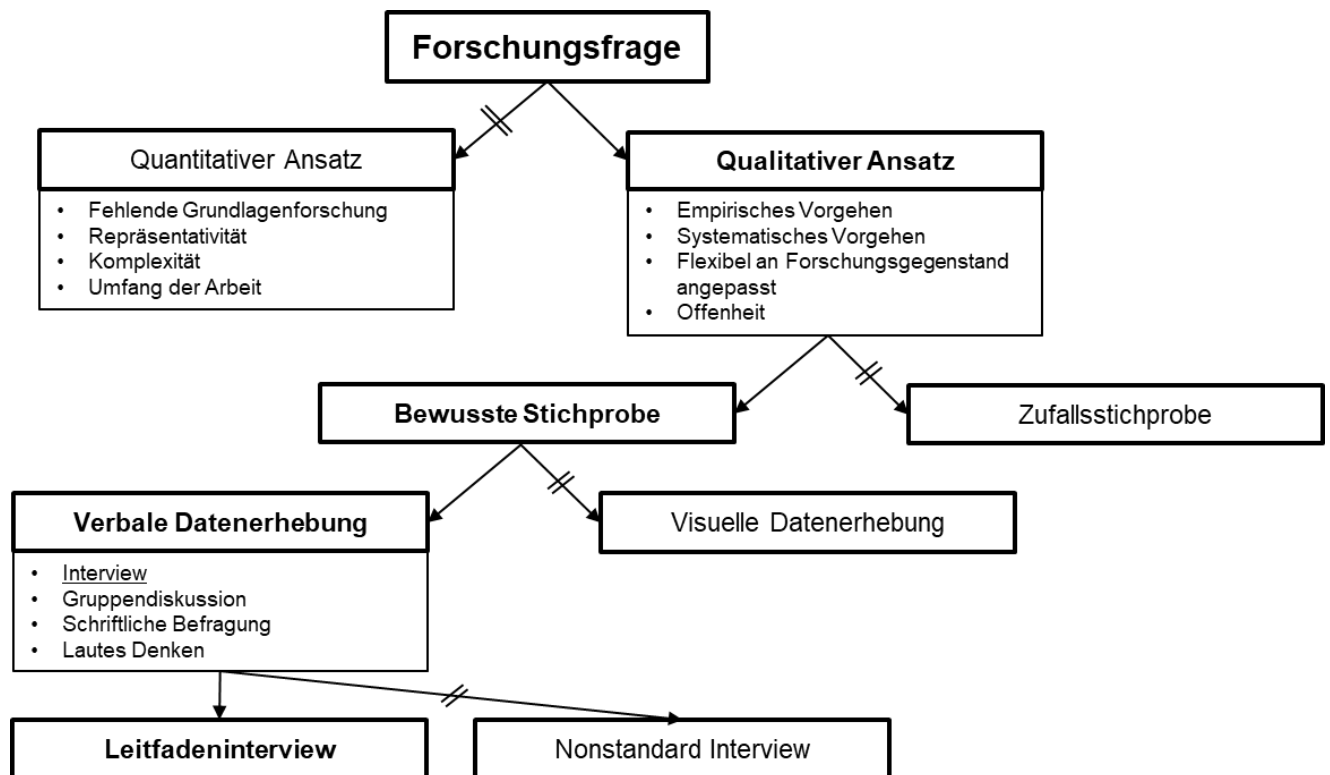 Forschungsfrage
Quantitativer Ansatz
• Fehlende Grundlagenforschung
• Repräsentativität
• Komplexität
• Umfang der Arbeit
Qualitativer Ansatz
• Empirisches Vorgehen
• Systematisches Vorgehen
• Flexibel an Forschungsgegenstand
angepasst
• Offenheit
Bewusste Stichprobe
Zufallsstichprobe
Verbale Datenerhebung
• Interview
• Gruppendiskussion
• Schriftliche Befragung
• Lautes Denken
Visuelle Datenerhebung
Leitfadeninterview
Nonstandard Interview